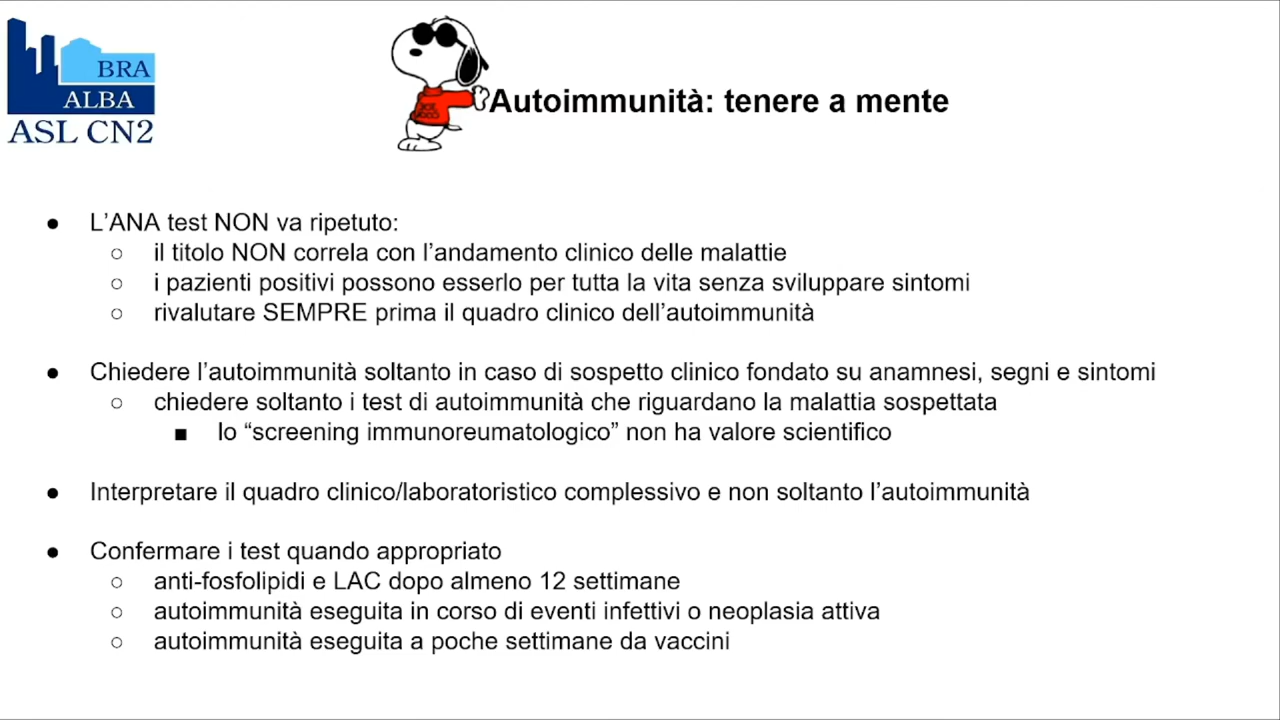 BRA
ALBA
ASL CN2
Autoimmunità: tenere a mente
● L’ANA test NON va ripetuto:
○ il titolo NON correla con l’andamento clinico delle malattie
○ i pazienti positivi possono esserlo per tutta la vita senza sviluppare sintomi
○ rivalutare SEMPRE prima il quadro clinico dell’autoimmunità
● Chiedere l’autoimmunità soltanto in caso di sospetto clinico fondato su anamnesi, segni e sintomi
○ chiedere soltanto i test di autoimmunità che riguardano la malattia sospettata
■ lo “screening immunoreumatologico” non ha valore scientifico
● Interpretare il quadro clinico/laboratoristico complessivo e non soltanto l’autoimmunità
● Confermare i test quando appropriato
○ anti-fosfolipidi e LAC dopo almeno 12 settimane
○ autoimmunità eseguita in corso di eventi infettivi o neoplasia attiva
○ autoimmunità eseguita a poche settimane da vaccini